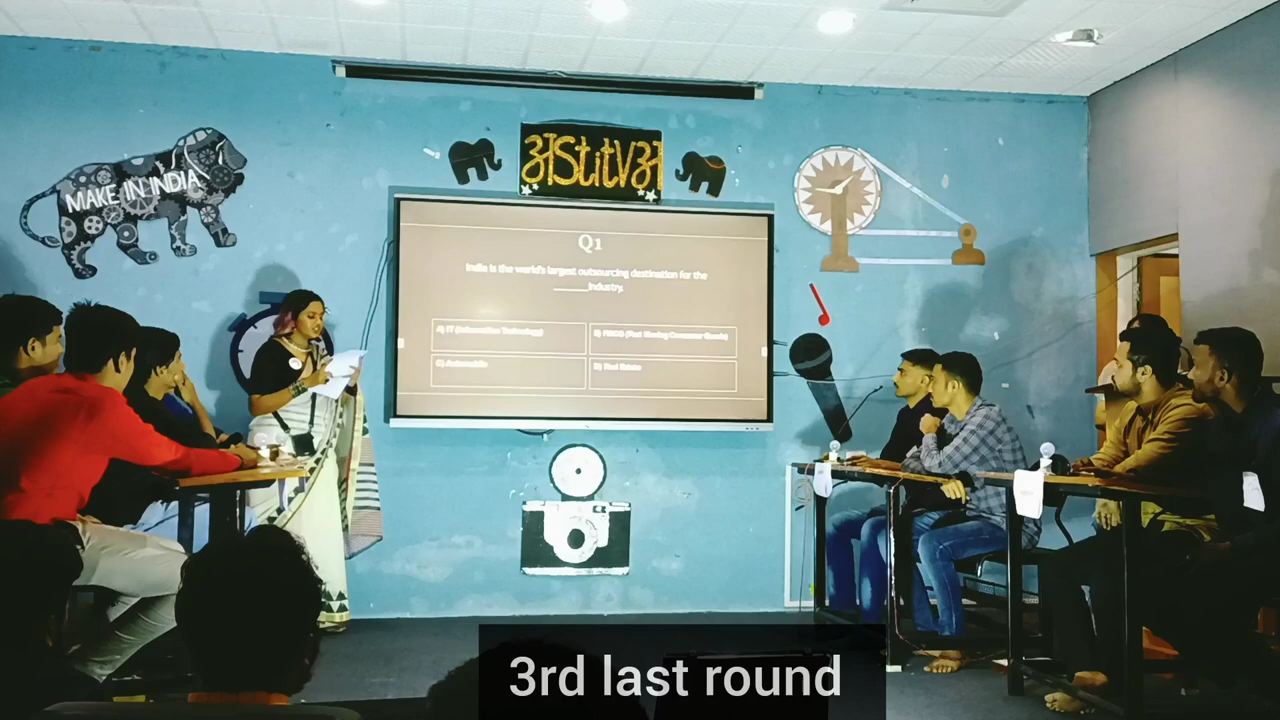 अStitVअ
MAKE IN INDIA
Q1
India is the world's largest outsourcing destination for the
______ industry.
A) IT (Information Technology)
B) FMCG (Fast Moving Consumer Goods)
C) Automobile
D) Real Estate
3rd last round